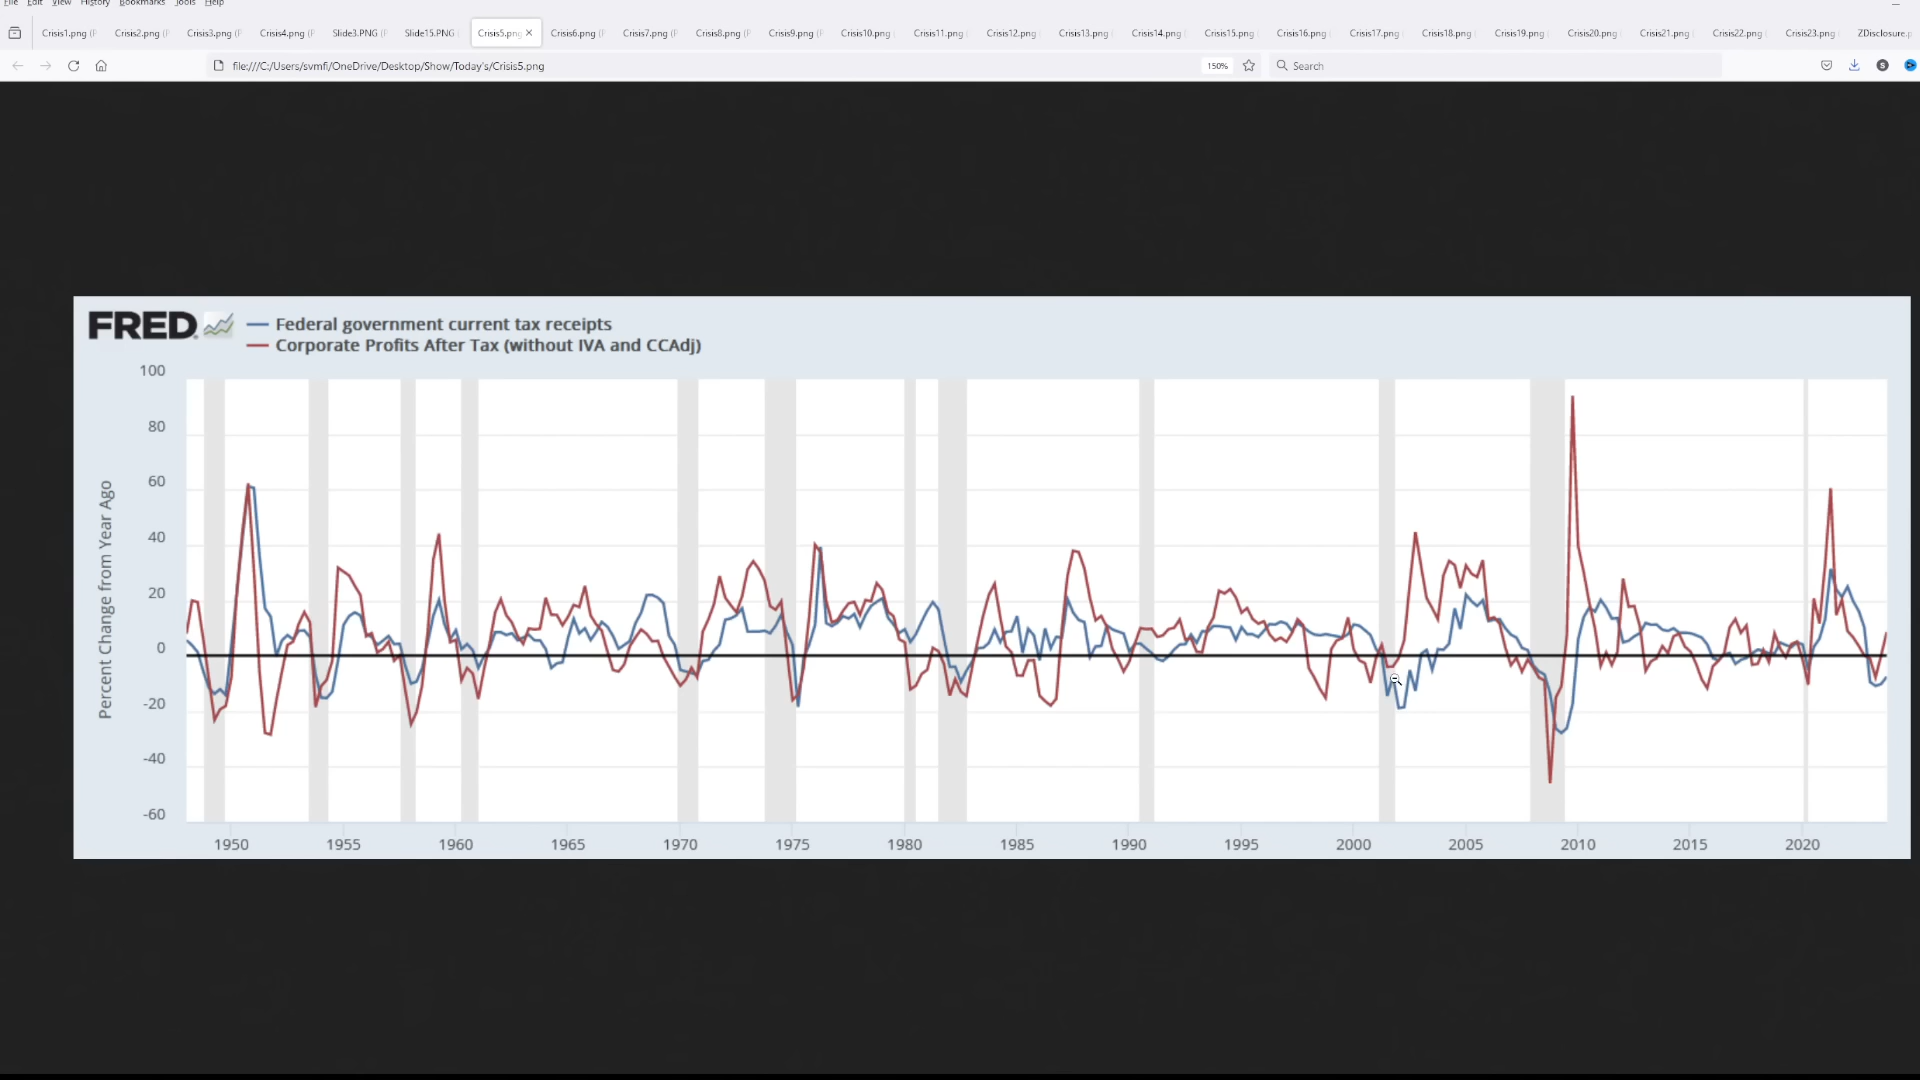 File Edit View History Bookmarks Tools Help
Crisis1.png (P Crisis2.png (P Crisis3.png (P Crisis4.png (P Slide3.PNG (P Slide15.PNG Crisis5.png Crisis6.png (P Crisis7.png (P Crisis8.png (P Crisis9.png (P Crisis10.png Crisis11.png Crisis12.png Crisis13.png Crisis14.png Crisis15.png Crisis16.png Crisis17.png Crisis18.png Crisis19.png Crisis20.png Crisis21.png Crisis22.png Crisis23.png ZDisclosure.p
file:///C:/Users/svmfi/OneDrive/Desktop/Show/Today's/Crisis5.png 150% Search S
FRED
Federal government current tax receipts
Corporate Profits After Tax (without IVA and CCAdj)
Percent Change from Year Ago
100
80
60
40
20
0
-20
-40
-60
1950 1955 1960 1965 1970 1975 1980 1985 1990 1995 2000 2005 2010 2015 2020